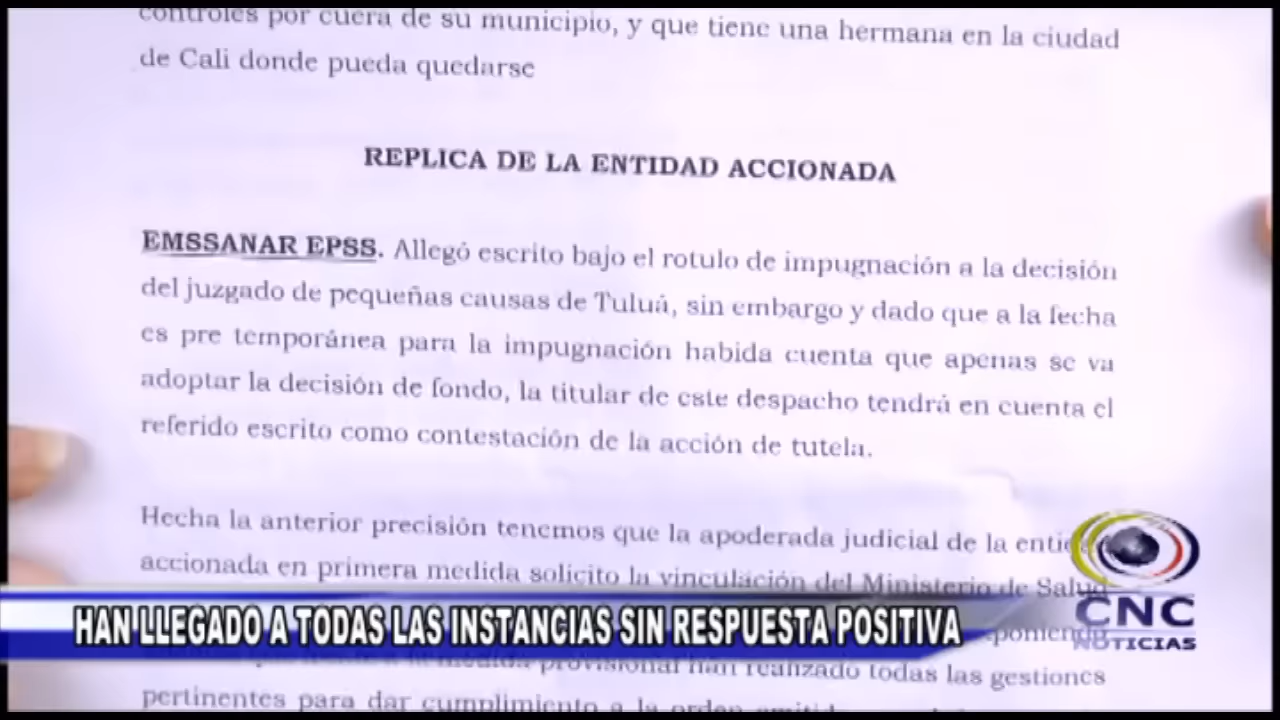 controles por cuera de su municipio, y que tiene una hermana en la ciudad
de Cali donde pueda quedarse
REPLICA DE LA ENTIDAD ACCIONADA
EMSSANAR EPSS. Allegó escrito bajo el rotulo de impugnación a la decisión
del juzgado de pequeñas causas de Tuluá, sin embargo y dado que a la fecha
es pre temporánea para la impugnación habida cuenta que apenas se va
adoptar la decisión de fondo, la titular de este despacho tendrá en cuenta el
referido escrito como contestación de la acción de tutela.
Hecha la anterior precisión tenemos que la apoderada judicial de la
accionada en primera medida solicito la vinculación del Ministerio de Salud
HAN LLEGADO A TODAS LAS INSTANCIAS SIN RESPUESTA POSITIVA
CNC
NOTICIAS
medida provisional han realizado todas las gestiones
pertinentes para dar cumplimiento a la orden